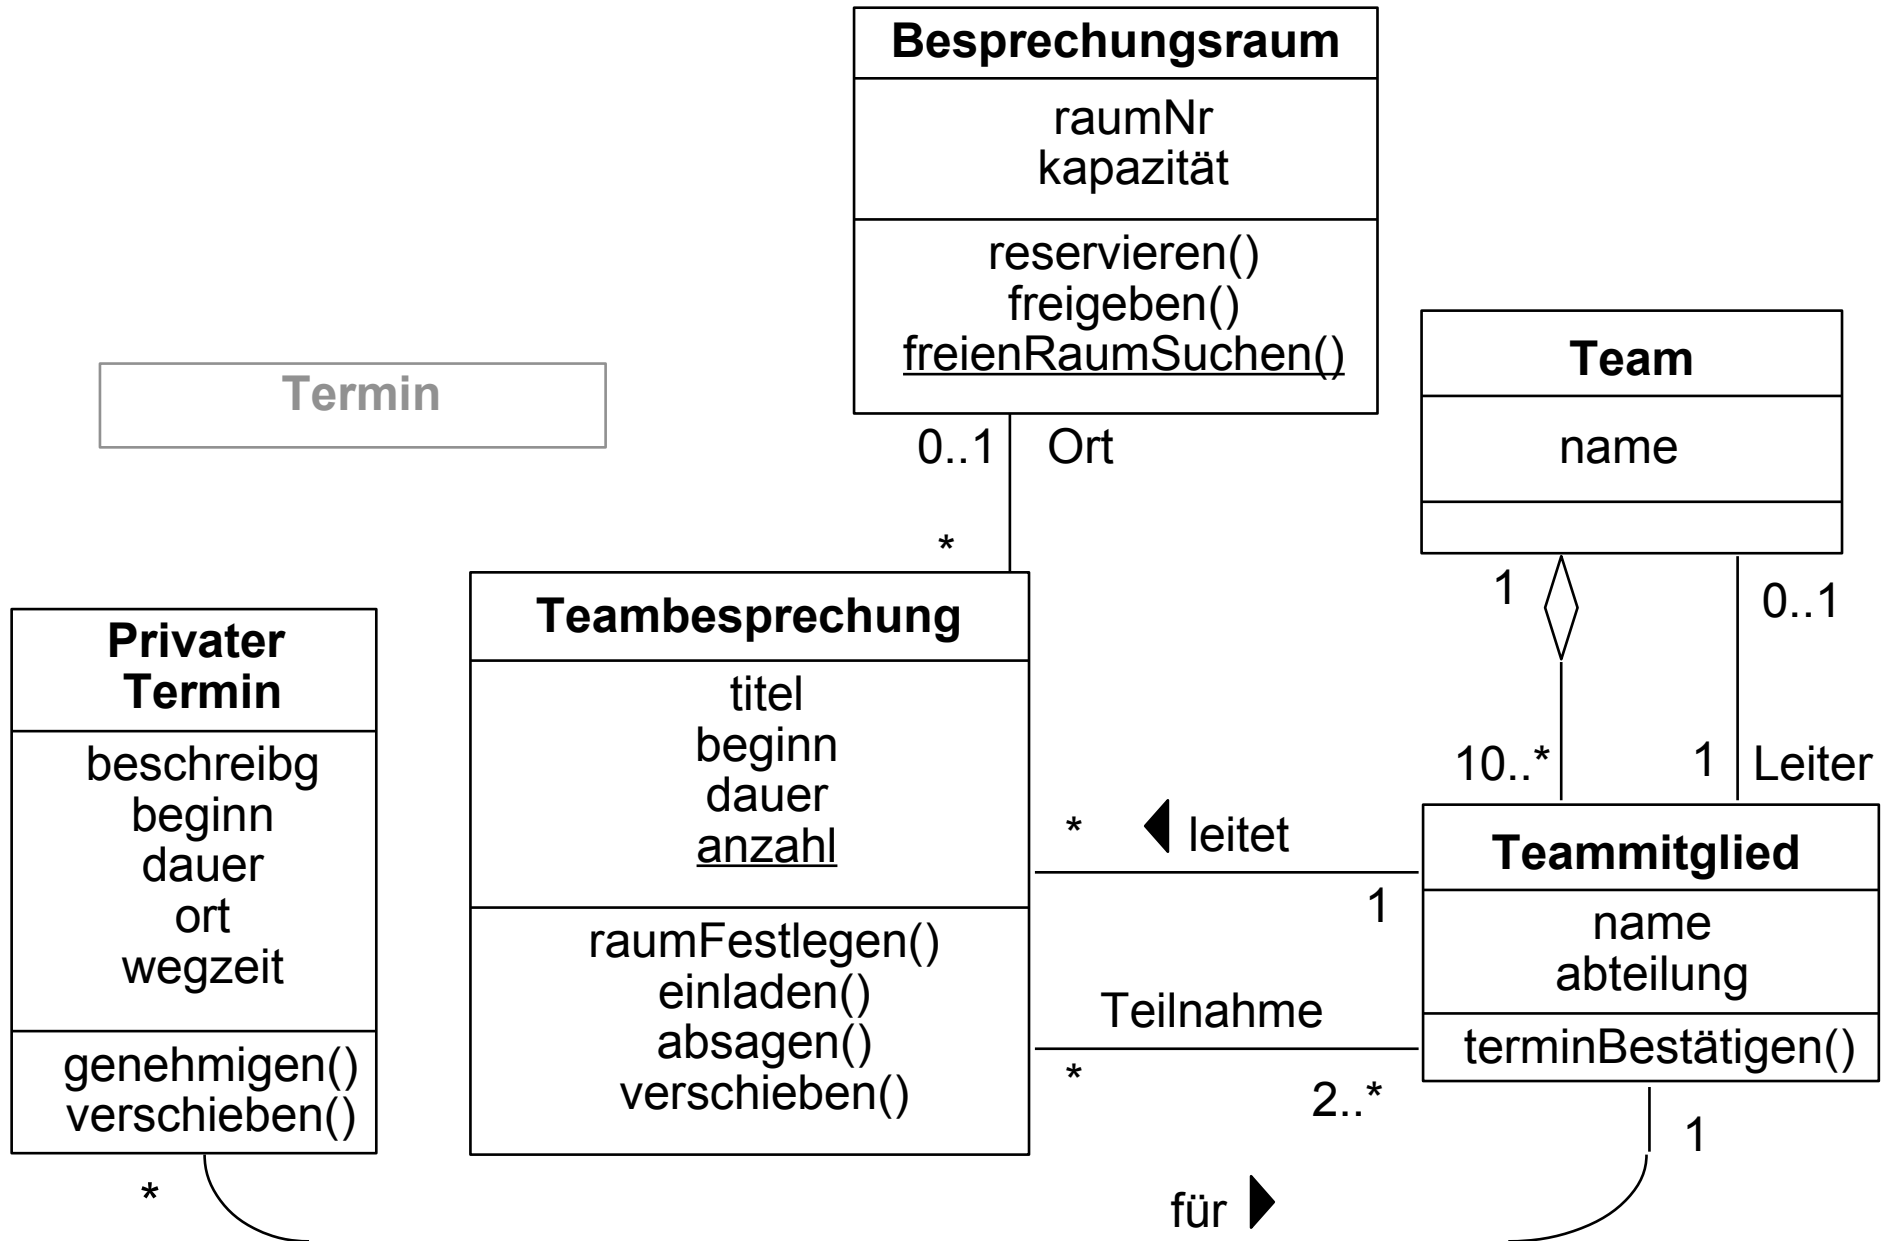 Besprechungsraum
raumNr
kapazität
reservieren()
freigeben()
freienRaumSuchen()
Termin
Team
name
0..1
Ort
*
1
0..1
10..*
1
Leiter
Privater
Termin
beschreibg
beginn
dauer
ort
wegzeit
genehmigen()
verschieben()
*
Teambesprechung
titel
beginn
dauer
anzahl
raumFestlegen()
einladen()
absagen()
verschieben()
*
leitet
1
Teilnahme
*
2..*
Teammitglied
name
abteilung
terminBestätigen()
1
für